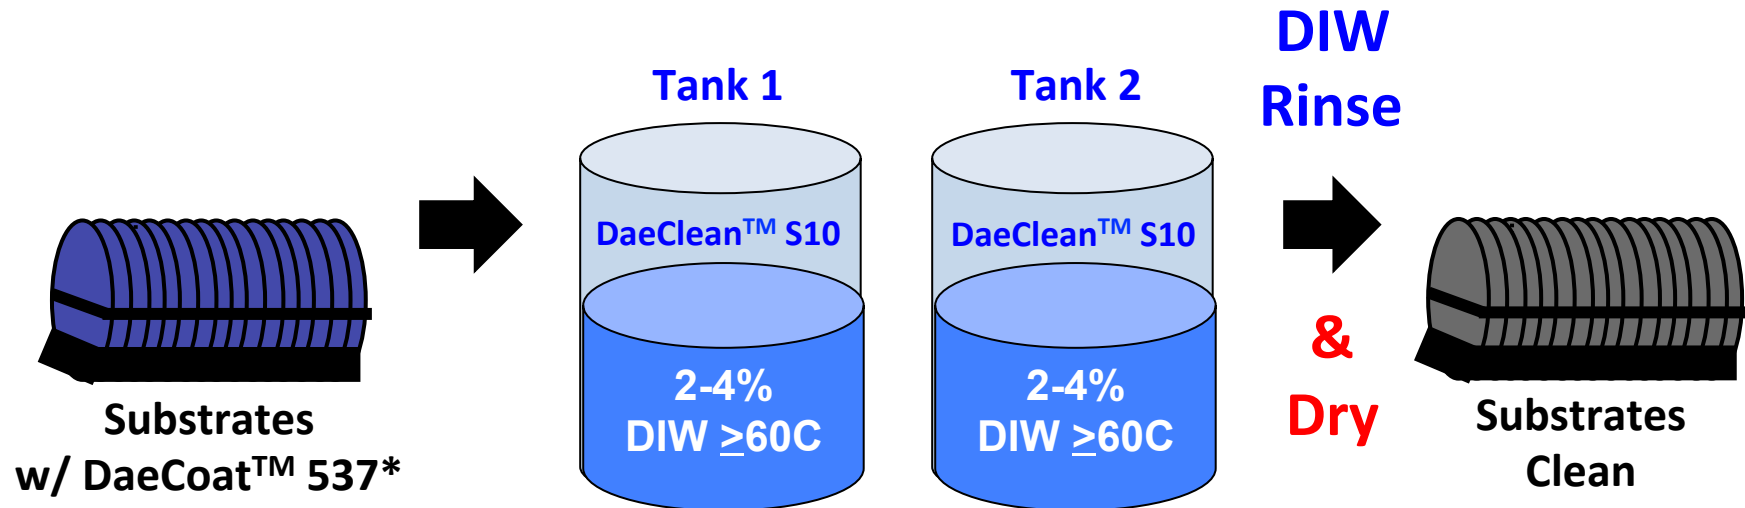 Substrates
w/ DaeCoat™ 537*
Tank 1
DaeClean™ S10
2-4%
DIW ≥60C
Tank 2
DaeClean™ S10
2-4%
DIW ≥60C
DIW
Rinse
&
Dry
Substrates
Clean